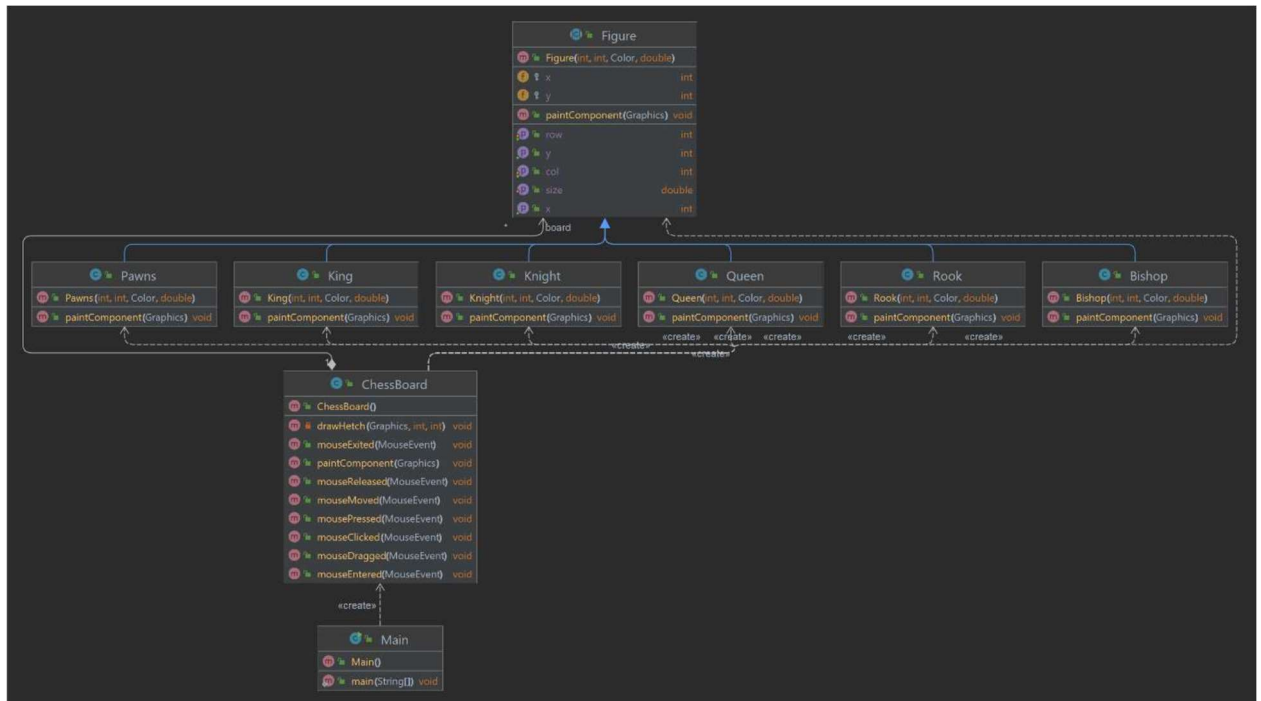 Figure
Figure(int, int, Color, double)
x int
y int
paintComponent(Graphics) void
row int
y int
col int
size double
x int
* board
Pawns
Pawns(int, int, Color, double)
paintComponent(Graphics) void
King
King(int, int, Color, double)
paintComponent(Graphics) void
Knight
Knight(int, int, Color, double)
paintComponent(Graphics) void
Queen
Queen(int, int, Color, double)
paintComponent(Graphics) void
Rook
Rook(int, int, Color, double)
paintComponent(Graphics) void
Bishop
Bishop(int, int, Color, double)
paintComponent(Graphics) void
«create» «create» «create» «create» «create»
«create»
«create»
ChessBoard
ChessBoard()
drawHetch(Graphics, int, int) void
mouseExited(MouseEvent) void
paintComponent(Graphics) void
mouseReleased(MouseEvent) void
mouseMoved(MouseEvent) void
mousePressed(MouseEvent) void
mouseClicked(MouseEvent) void
mouseDragged(MouseEvent) void
mouseEntered(MouseEvent) void
«create»
Main
Main()
main(String[]) void